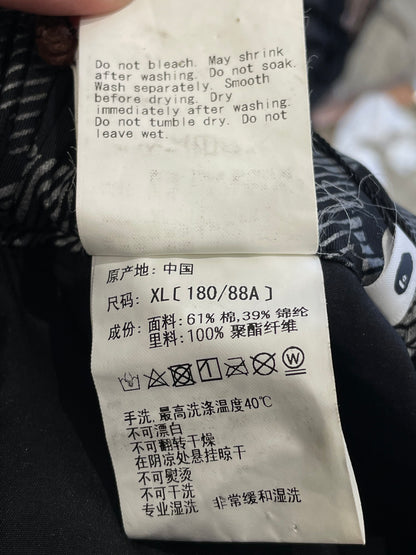 Do not bleach. May shrink
after washing. Do not soak.
Wash separately. Smooth
before drying. Dry
immediately after washing.
Do not tumble dry. Do not
leave wet.
原产地: 中国
尺码: XL[180/88A]
成份: 面料:61% 棉,39% 锦纶
里料:100% 聚酯纤维
W
手洗,最高洗涤温度40℃
不可漂白
不可翻转干燥
在阴凉处悬挂晾干
不可熨烫
不可干洗
专业湿洗 非常缓和湿洗